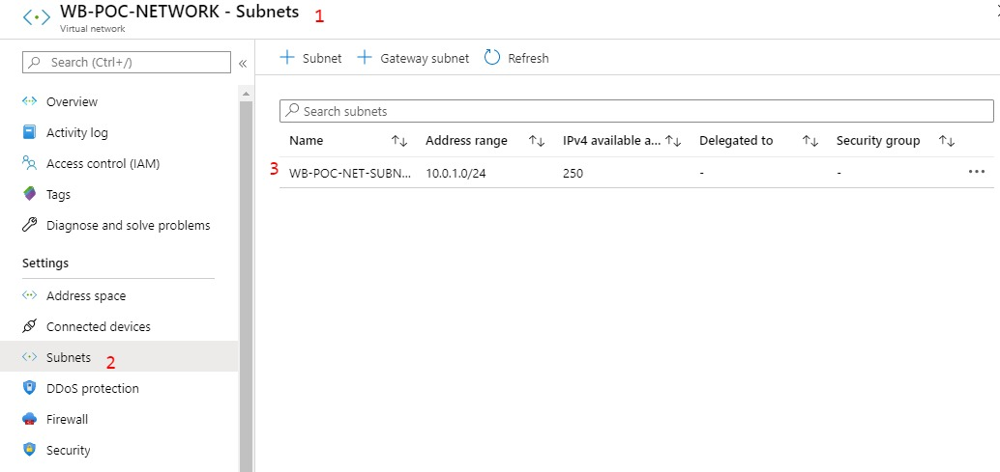 WB-POC-NETWORK - Subnets 1
Virtual network
Search (Ctrl+/) «
Overview
Activity log
Access control (IAM)
Tags
Diagnose and solve problems
Settings
Address space
Connected devices
Subnets 2
DDoS protection
Firewall
Security
+ Subnet + Gateway subnet Refresh
Search subnets
Name ↑↓ Address range ↑↓ IPv4 available a... ↑↓ Delegated to ↑↓ Security group ↑↓
3 WB-POC-NET-SUBN... 10.0.1.0/24 250 - - ...